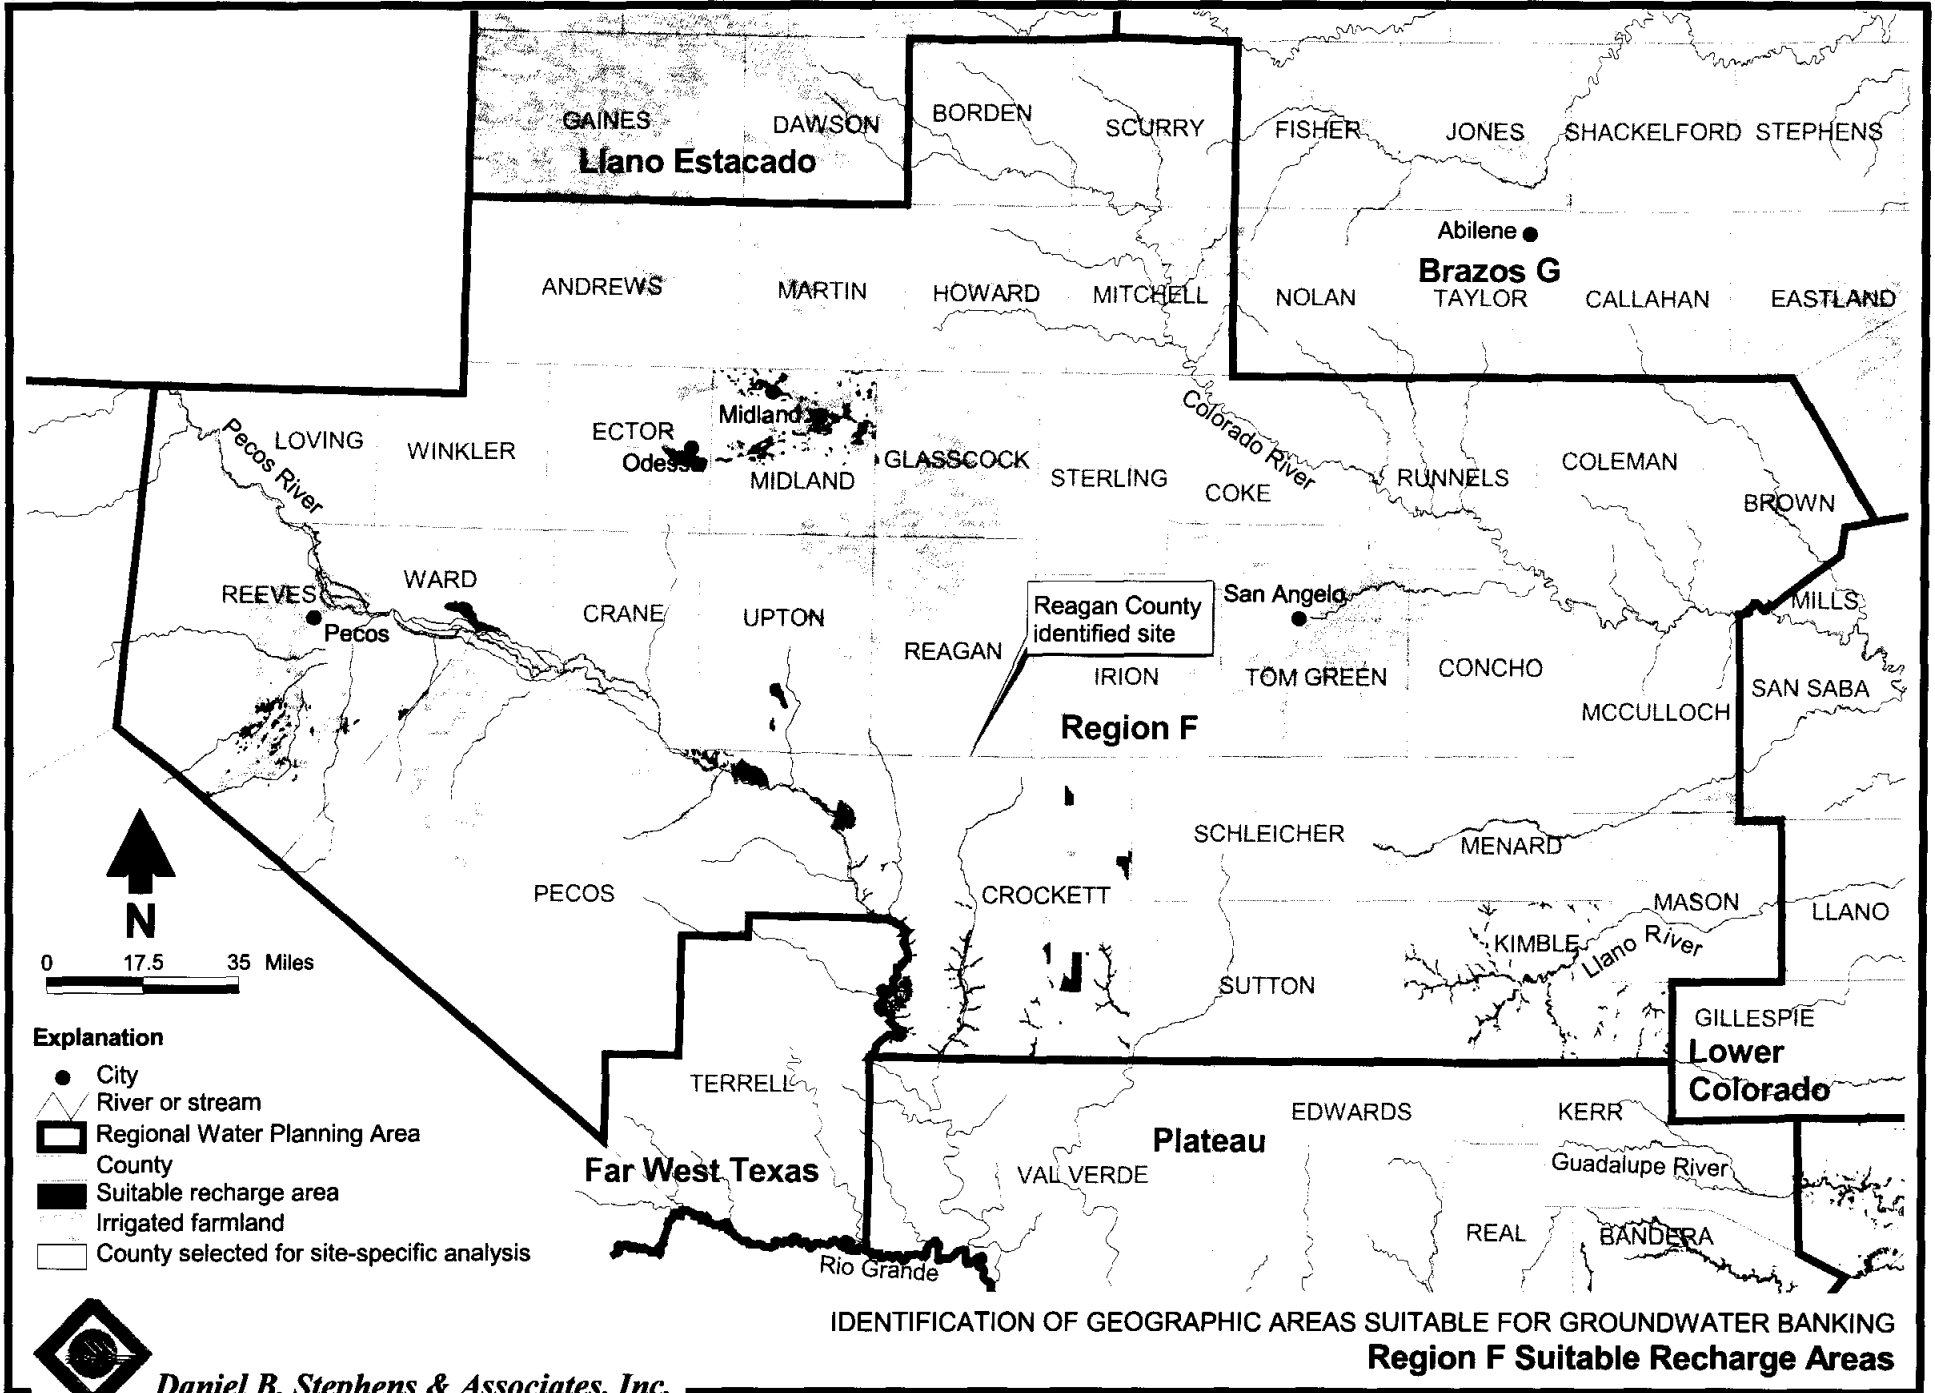 GAINES
DAWSON
BORDEN
SCURRY
FISHER
JONES
SHACKELFORD
STEPHENS
Llano Estacado
Abilene
Brazos G
ANDREWS
MARTIN
HOWARD
MITCHELL
NOLAN
TAYLOR
CALLAHAN
EASTLAND
Pecos River
LOVING
WINKLER
ECTOR
Odessa
Midland
MIDLAND
GLASSCOCK
STERLING
Colorado River
COKE
RUNNELS
COLEMAN
BROWN
REEVES
Pecos
WARD
CRANE
UPTON
REAGAN
Reagan County
identified site
San Angelo
IRION
TOM GREEN
CONCHO
MCCULLOCH
MILLS
SAN SABA
Region F
PECOS
CROCKETT
SCHLEICHER
MENARD
MASON
LLANO
KIMBLE
Llano River
SUTTON
GILLESPIE
Lower
Colorado
N
0 17.5 35 Miles
TERRELL
Far West Texas
Plateau
EDWARDS
KERR
VAL VERDE
Guadalupe River
REAL
BANDERA
Rio Grande
Explanation
City
River or stream
Regional Water Planning Area
County
Suitable recharge area
Irrigated farmland
County selected for site-specific analysis
IDENTIFICATION OF GEOGRAPHIC AREAS SUITABLE FOR GROUNDWATER BANKING
Region F Suitable Recharge Areas
Daniel B. Stephens & Associates, Inc.